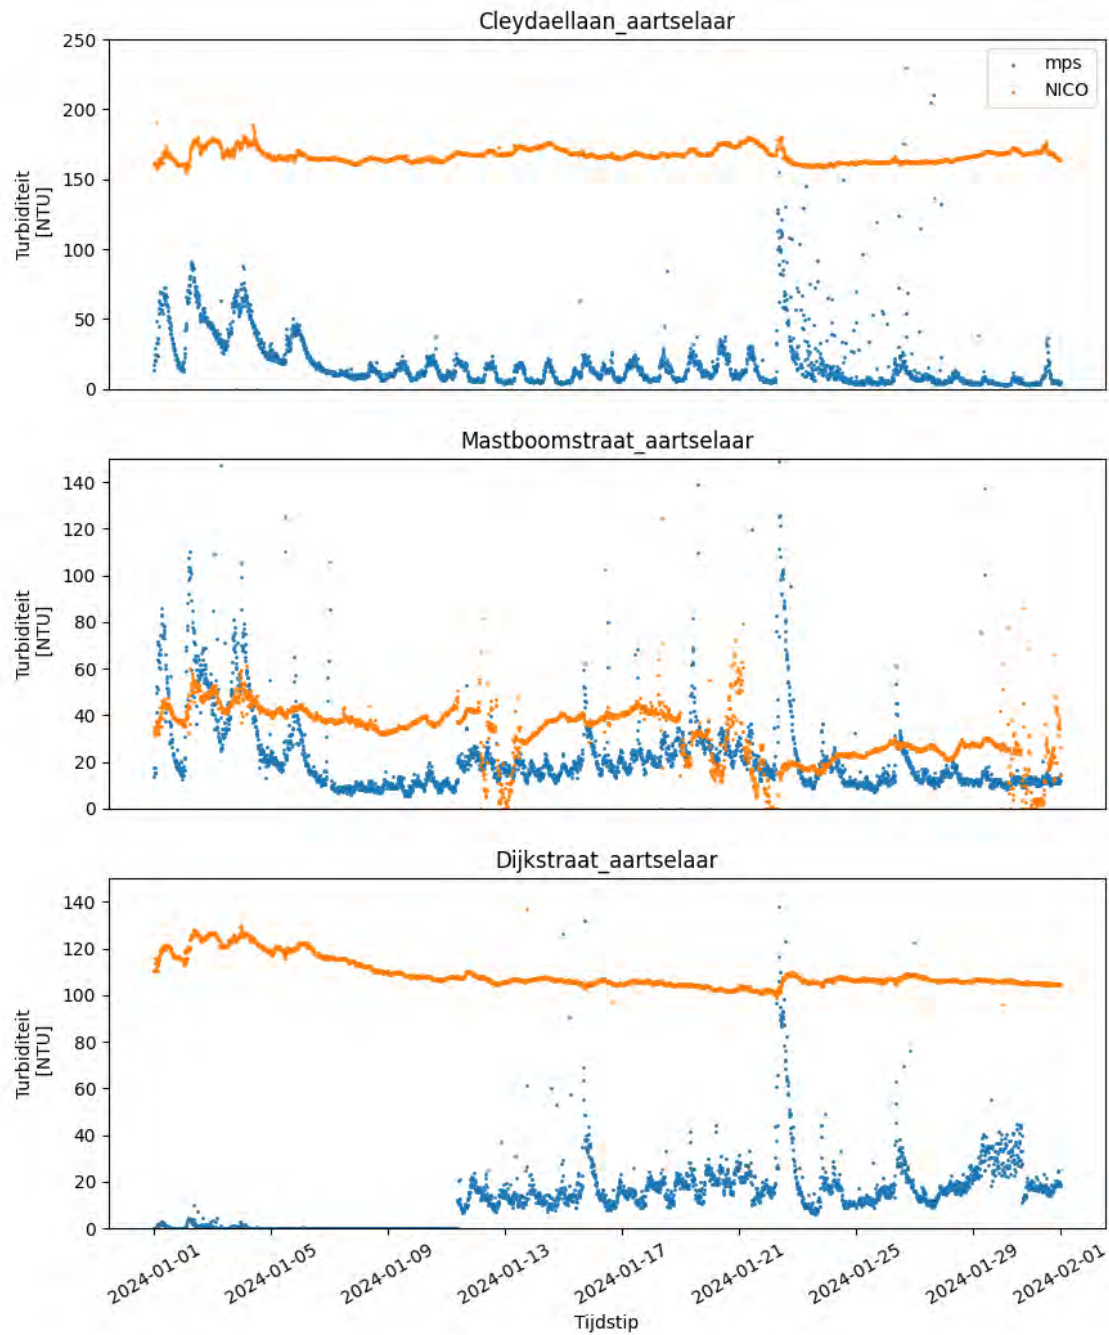 Cleydaellaan_aartselaar
250
200
150
100
50
0
Turbiditeit
[NTU]
mps
NICO
Mastboomstraat_aartselaar
140
120
100
80
60
40
20
0
Turbiditeit
[NTU]
Dijkstraat_aartselaar
140
120
100
80
60
40
20
0
Turbiditeit
[NTU]
2024-01-01
2024-01-05
2024-01-09
2024-01-13
2024-01-17
2024-01-21
2024-01-25
2024-01-29
2024-02-01
Tijdstip